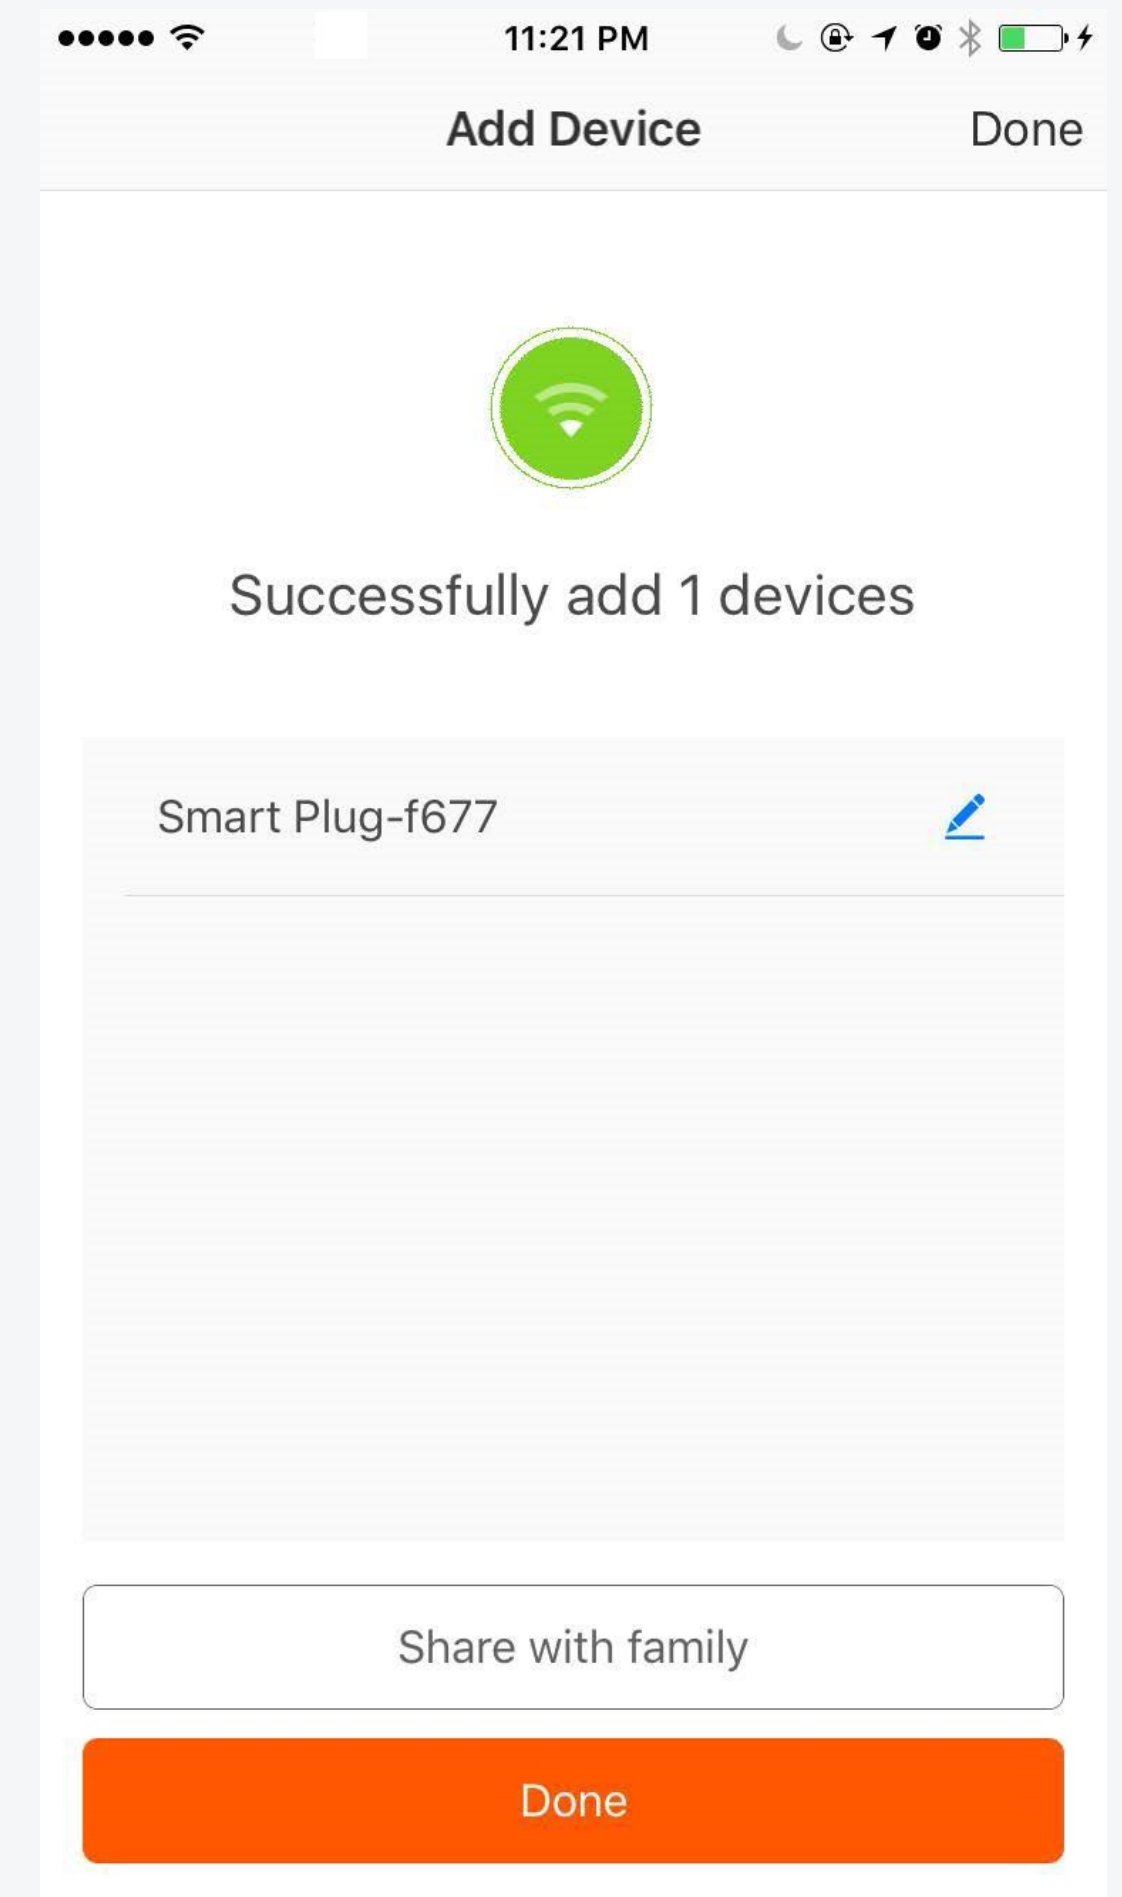 11:21 PM
Add Device
Done
Successfully add 1 devices
Smart Plug-f677
Share with family
Done